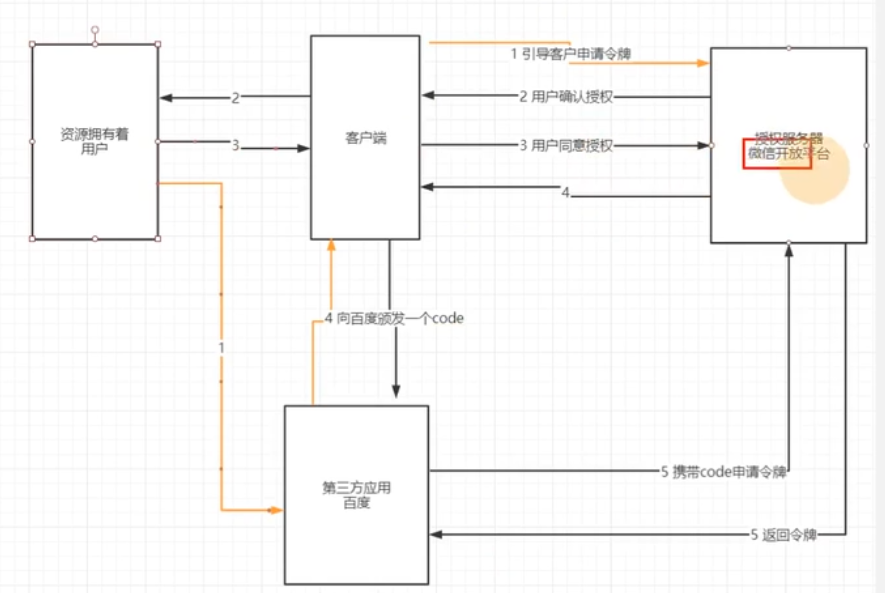 1 引导客户申请令牌
2
2 用户确认授权
资源拥有着
用户
3
客户端
3 用户同意授权
授权服务器
微信开放平台
4
4 向百度颁发一个code
1
第三方应用
百度
5 携带code申请令牌
5 返回令牌